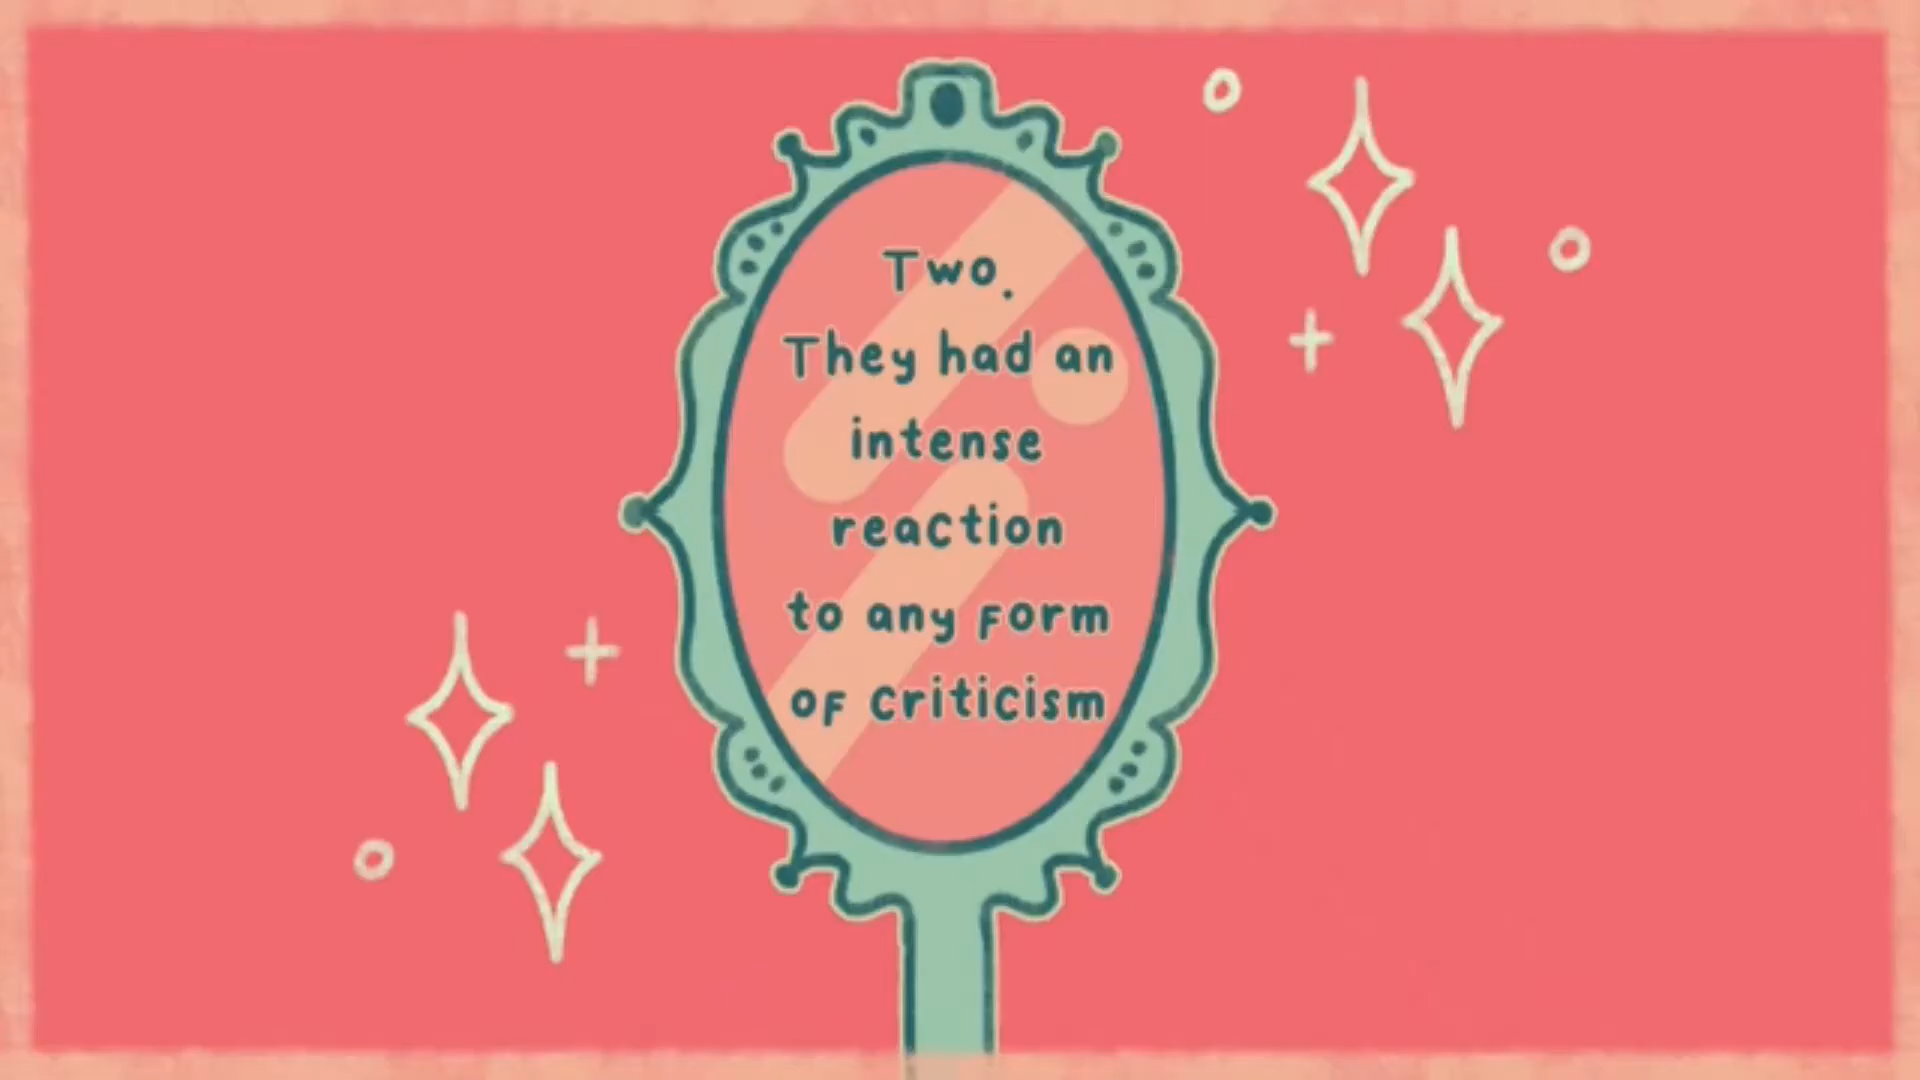 Two.
They had an
intense
reaction
to any form
of criticism